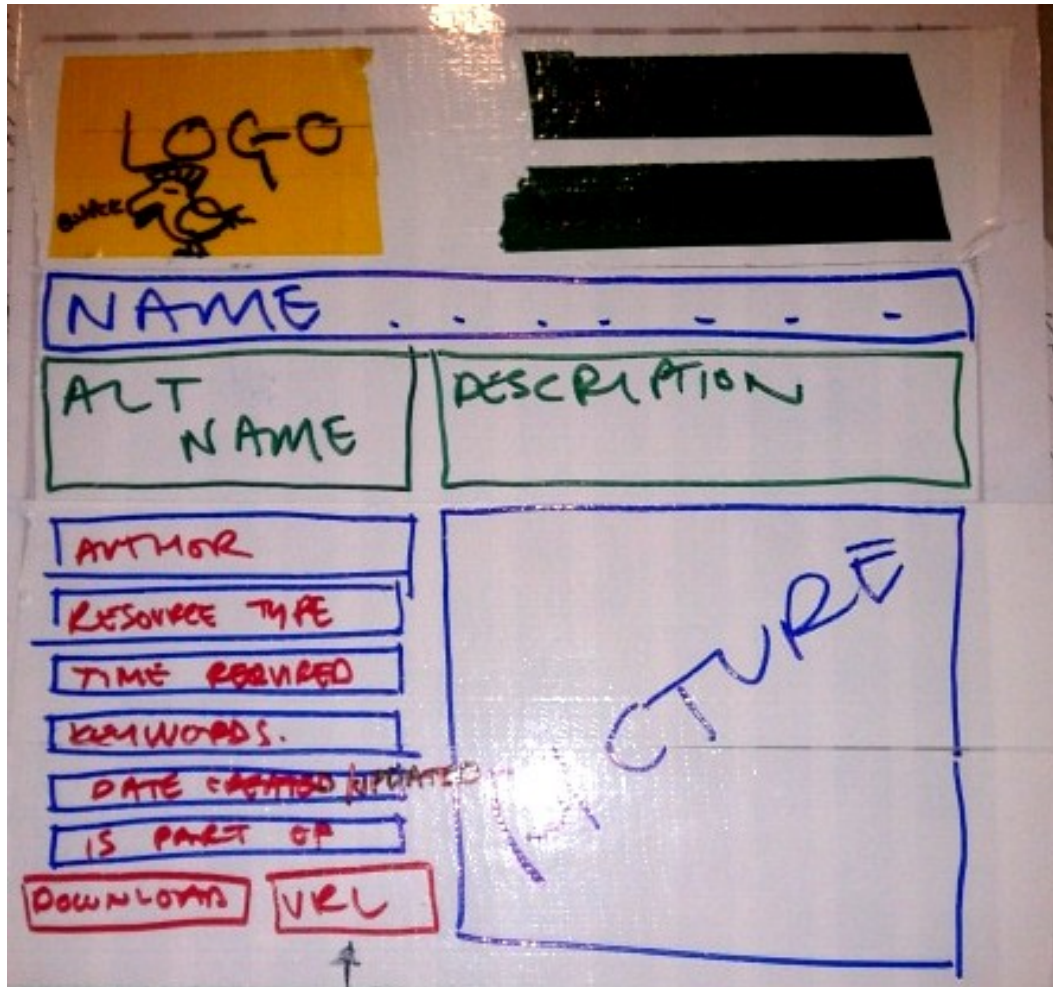 LOGO
QUACK
NAME . . . . - - -
ALT
NAME
DESCRIPTION
AUTHOR
RESOURCE TYPE
TIME REQUIRED
KEYWORDS.
DATE CREATED / UPDATED
IS PART OF
DOWNLOAD
URL
PICTURE